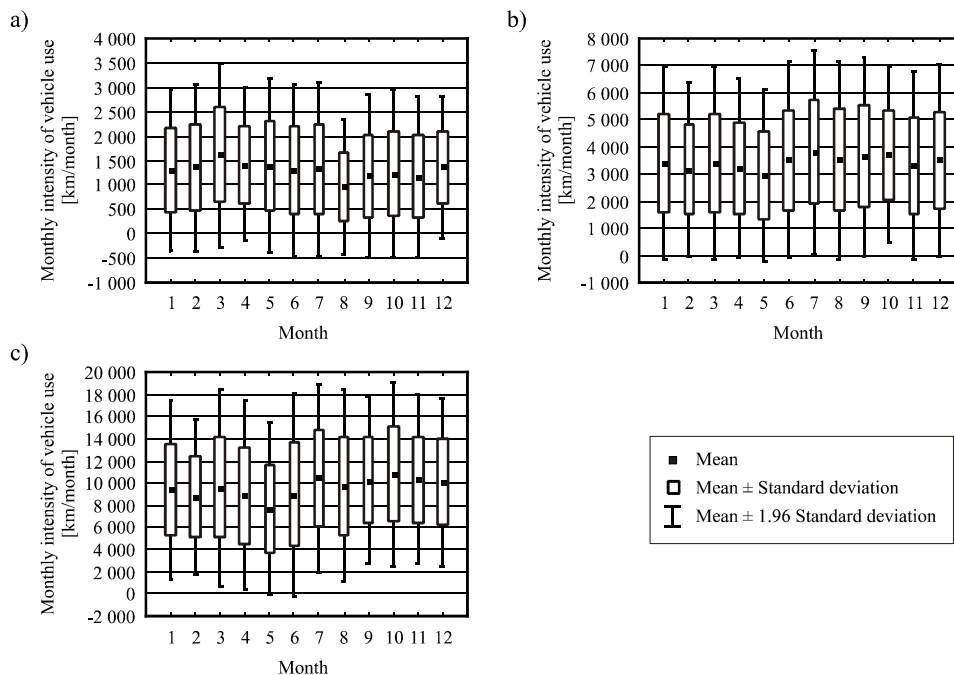 a)
Monthly intensity of vehicle use
[km/month]
4 000
3 500
3 000
2 500
2 000
1 500
1 000
500
0
-500
-1 000
1 2 3 4 5 6 7 8 9 10 11 12
Month
b)
Monthly intensity of vehicle use
[km/month]
8 000
7 000
6 000
5 000
4 000
3 000
2 000
1 000
0
-1 000
1 2 3 4 5 6 7 8 9 10 11 12
Month
c)
Monthly intensity of vehicle use
[km/month]
20 000
18 000
16 000
14 000
12 000
10 000
8 000
6 000
4 000
2 000
0
-2 000
1 2 3 4 5 6 7 8 9 10 11 12
Month
Mean
Mean ± Standard deviation
Mean ± 1.96 Standard deviation